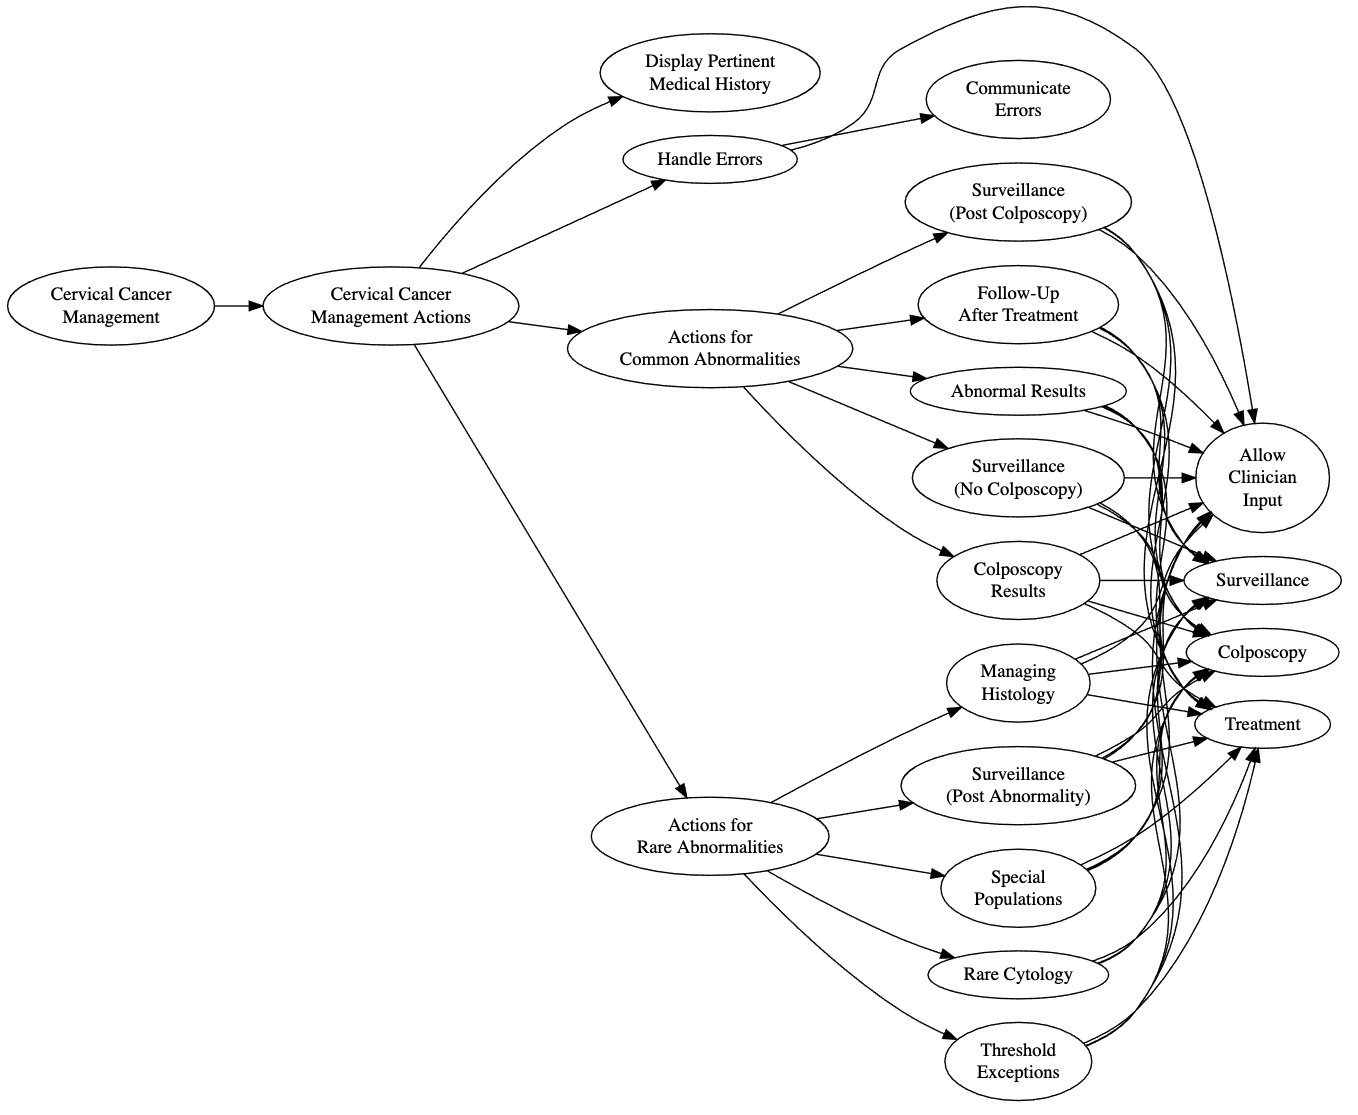 Display Pertinent
Medical History
Communicate
Errors
Handle Errors
Surveillance
(Post Colposcopy)
Cervical Cancer
Management
Cervical Cancer
Management Actions
Follow-Up
After Treatment
Actions for
Common Abnormalities
Abnormal Results
Surveillance
(No Colposcopy)
Allow
Clinician
Input
Colposcopy
Results
Surveillance
Managing
Histology
Colposcopy
Treatment
Surveillance
(Post Abnormality)
Actions for
Rare Abnormalities
Special
Populations
Rare Cytology
Threshold
Exceptions